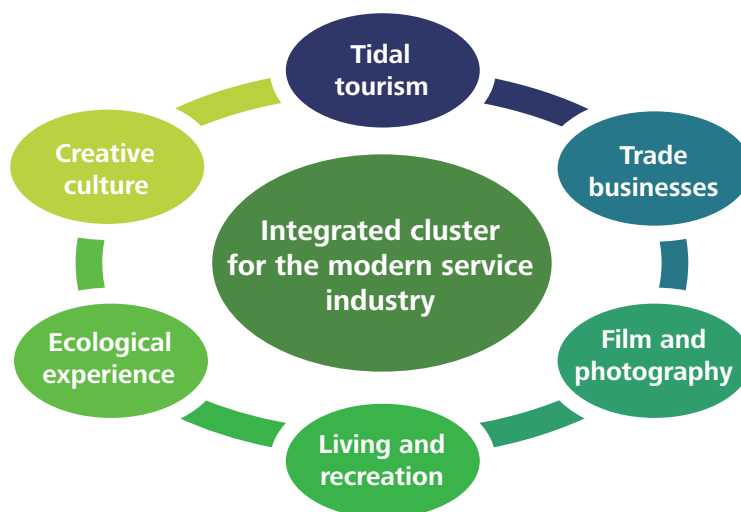 Tidal
tourism
Creative
culture
Trade
businesses
Integrated cluster
for the modern service
industry
Ecological
experience
Film and
photography
Living and
recreation